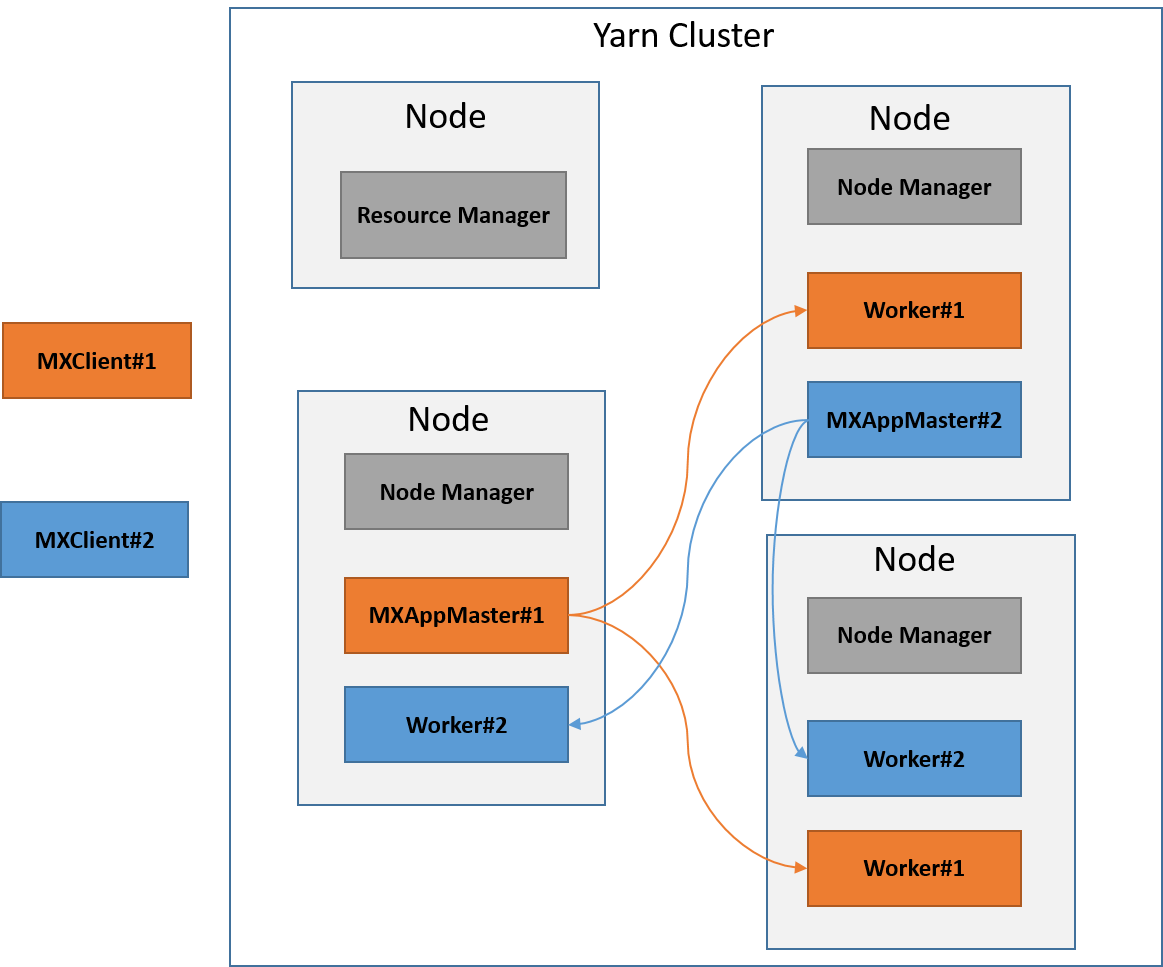 Yarn Cluster
Node
Resource Manager
Node
Node Manager
Worker#1
MXAppMaster#2
MXClient#1
MXClient#2
Node
Node Manager
MXAppMaster#1
Worker#2
Node
Node Manager
Worker#2
Worker#1